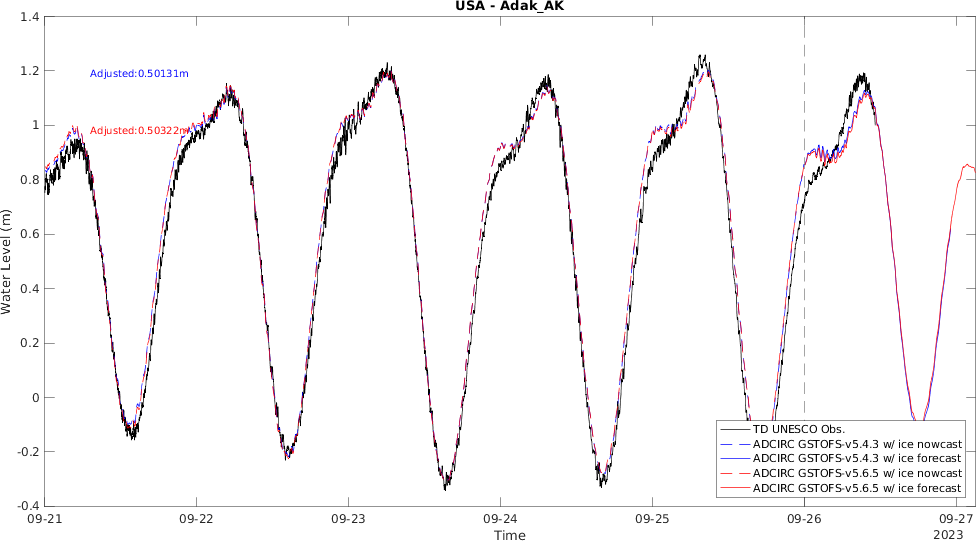 USA - Adak_AK
1.4
1.2
1
0.8
0.6
0.4
0.2
0
-0.2
-0.4
Water Level (m)
Adjusted:0.50131m
Adjusted:0.50322m
TD UNESCO Obs.
ADCIRC GSTOFS-v5.4.3 w/ ice nowcast
ADCIRC GSTOFS-v5.4.3 w/ ice forecast
ADCIRC GSTOFS-v5.6.5 w/ ice nowcast
ADCIRC GSTOFS-v5.6.5 w/ ice forecast
09-21 09-22 09-23 09-24 09-25 09-26 09-27
Time
2023